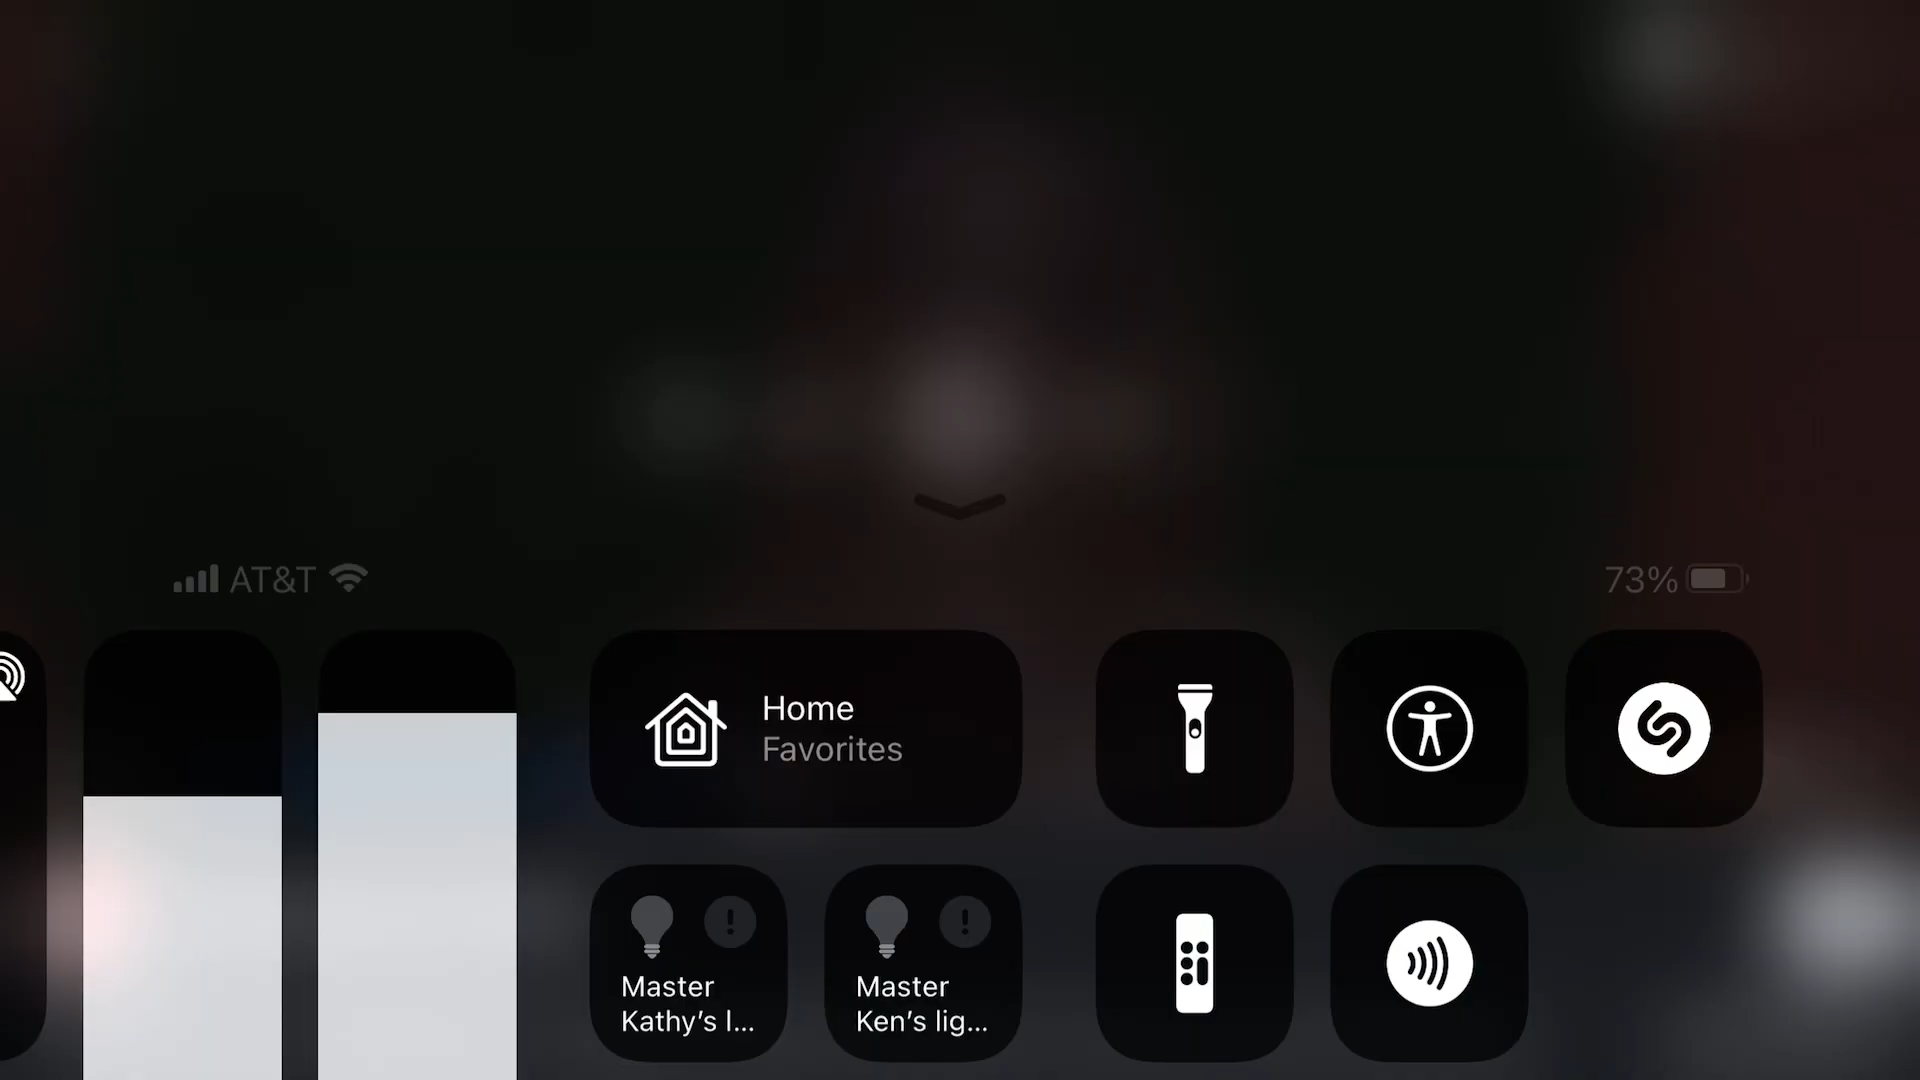 AT&T
73%
Home
Favorites
Master
Kathy’s l...
Master
Ken’s lig...